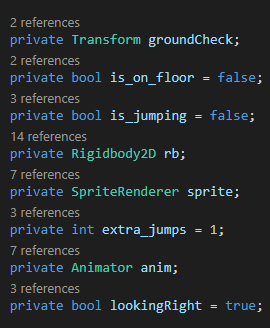 2 references
private Transform groundCheck;
2 references
private bool is_on_floor = false;
3 references
private bool is_jumping = false;
14 references
private Rigidbody2D rb;
7 references
private SpriteRenderer sprite;
3 references
private int extra_jumps = 1;
7 references
private Animator anim;
3 references
private bool lookingRight = true;